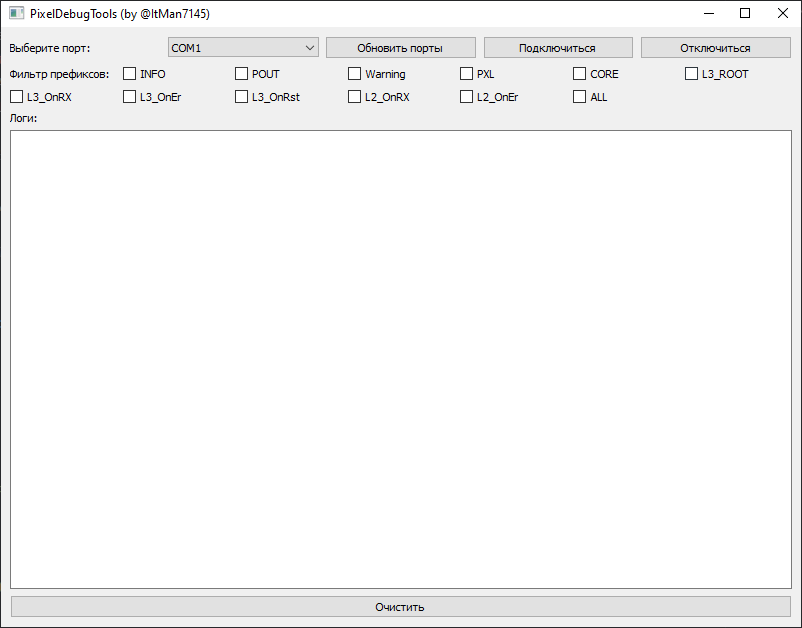 PixelDebugTools (by @ItMan7145)
Выберите порт: COM1 Обновить порты Подключиться Отключиться
Фильтр префиксов: INFO POUT Warning PXL CORE L3_ROOT
L3_OnRX L3_OnEr L3_OnRst L2_OnRX L2_OnEr ALL
Логи:
Очистить